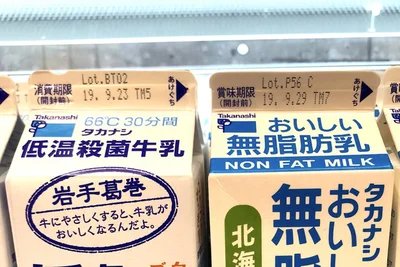 Lot.BT02
消費期限
(開封前)
19. 9.23 TM5
あけぐち
Takanashi
66℃ 30分間
タカナシ
低温殺菌牛乳
岩手葛巻
牛にやさしくすると、牛乳が
おいしくなるんだよ。
Lot.P56 C
賞味期限
(開封前)
19. 9.29 TM7
あけぐち
Takanashi
おいしい
無脂肪乳
NON FAT MILK
タカナシ
おいし
無脂
北海